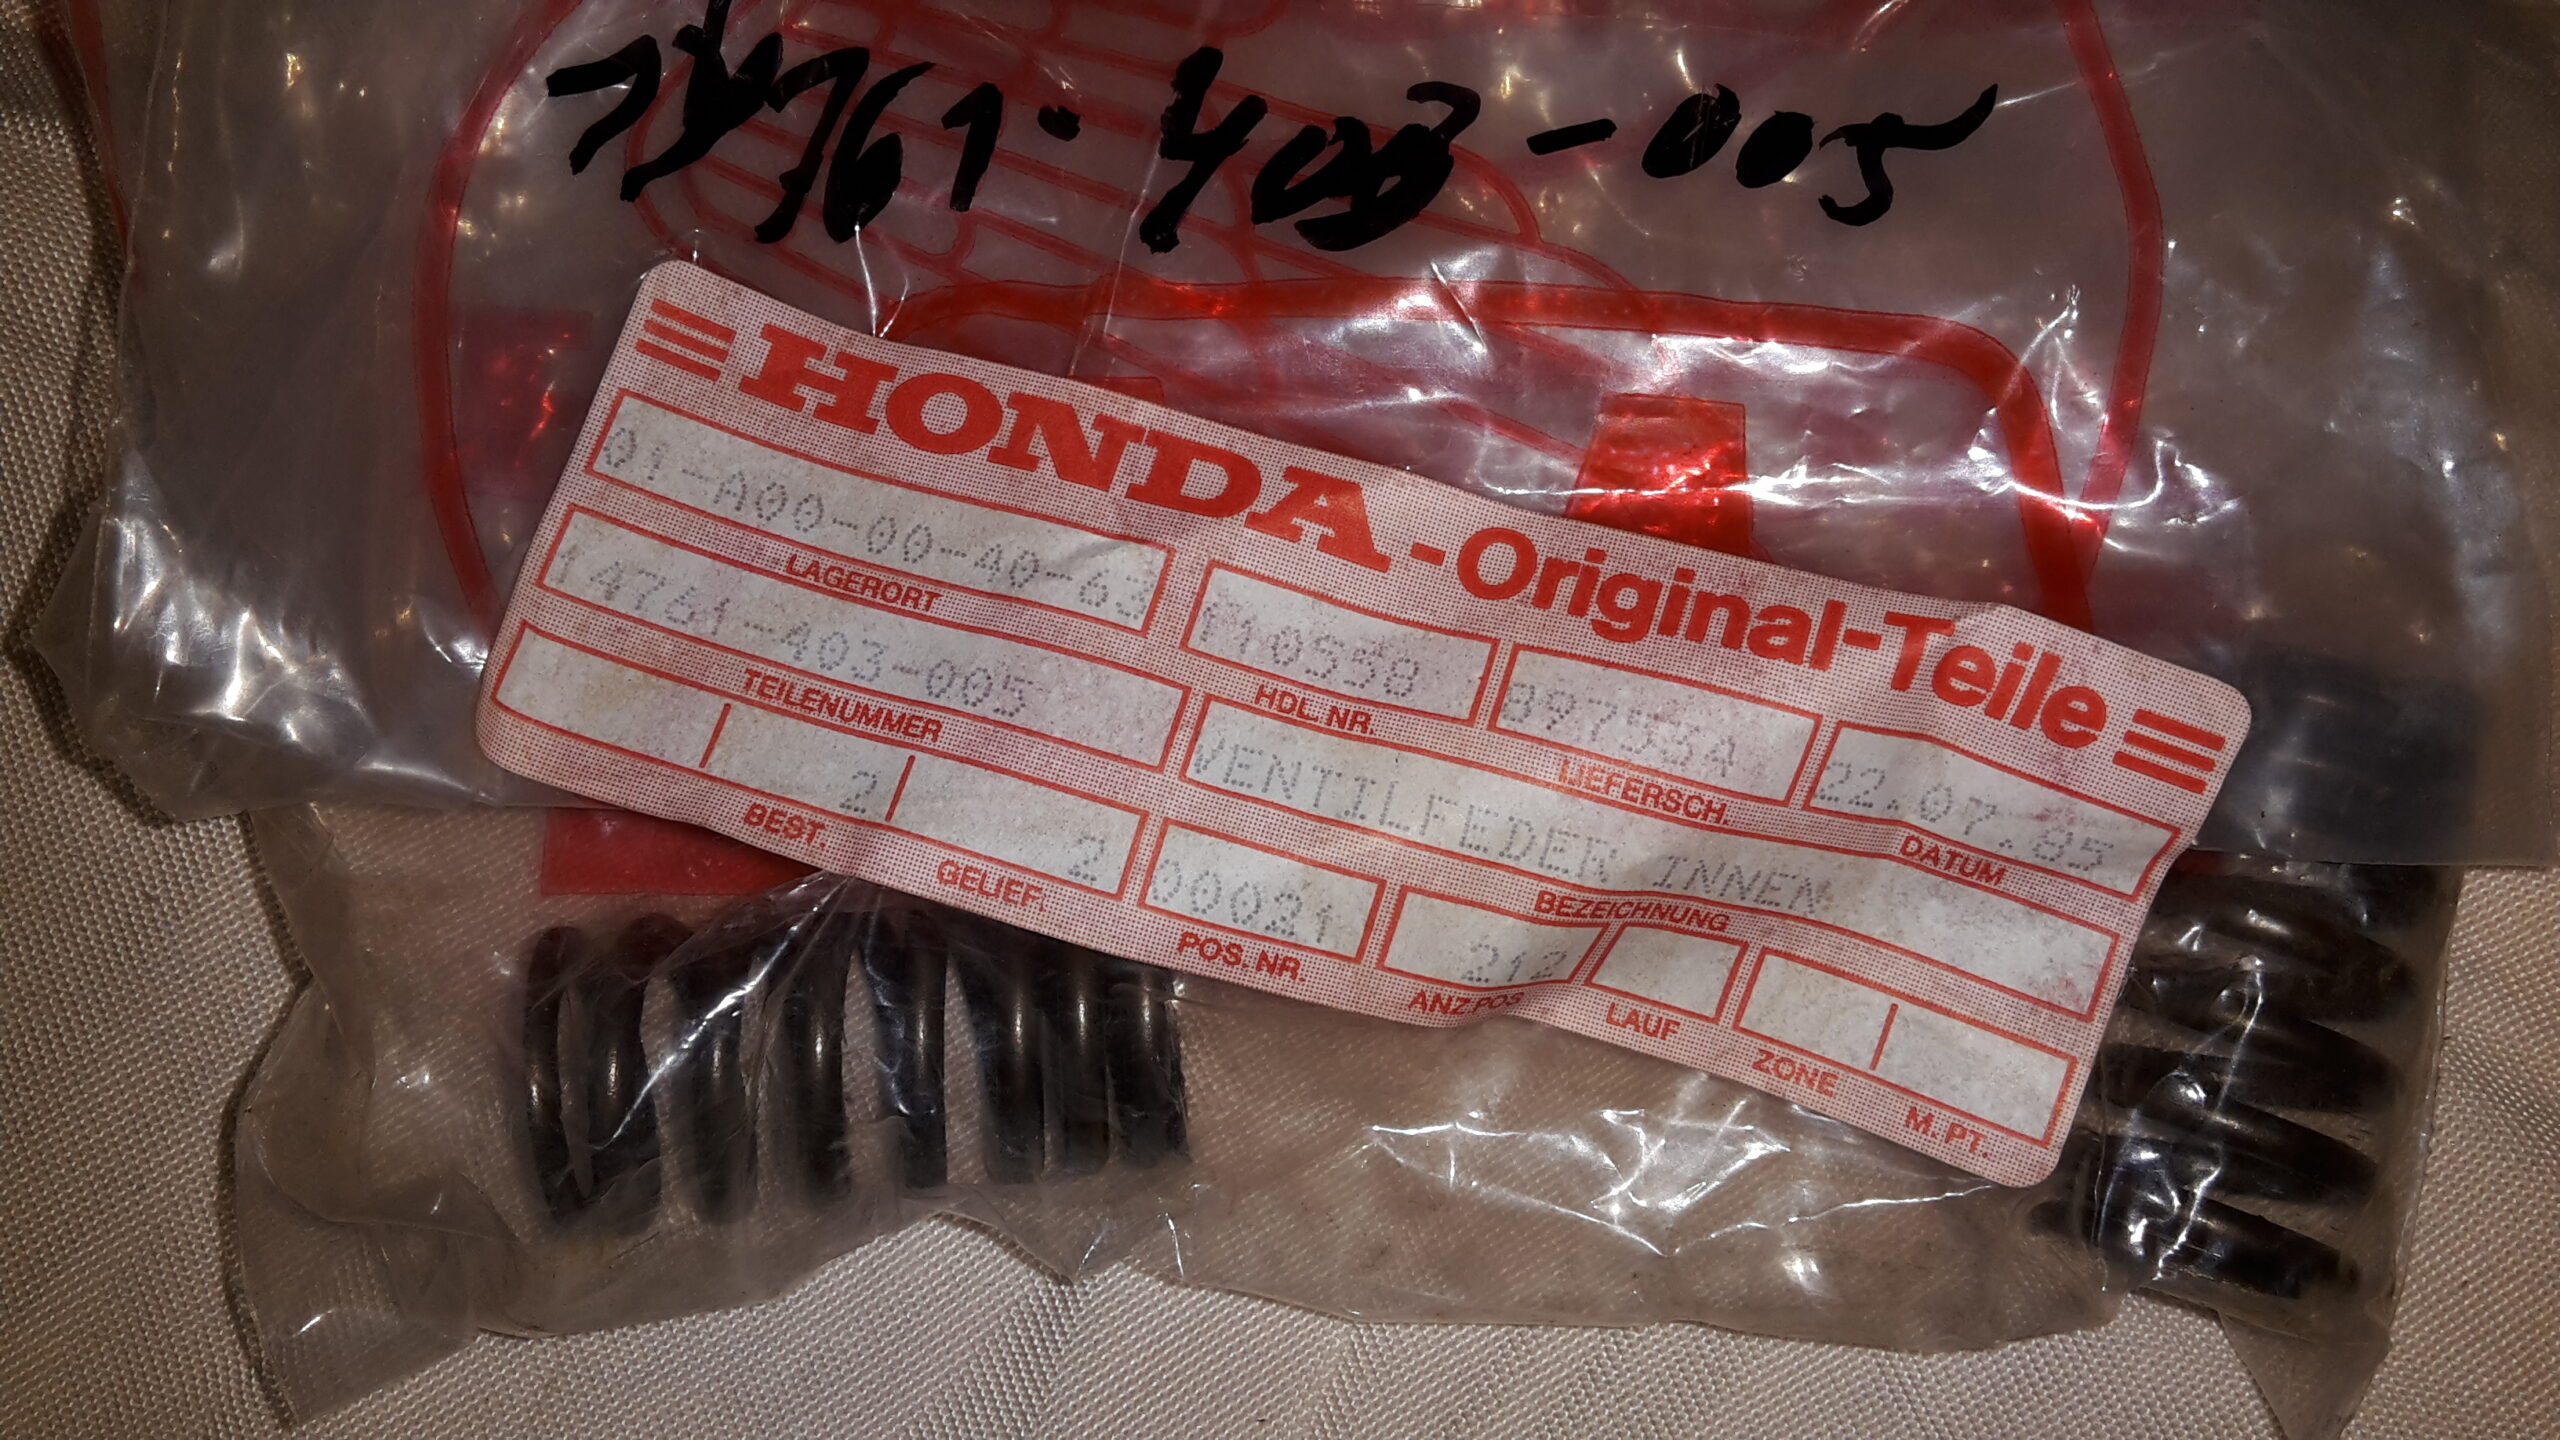 14761-403-005
HONDA-Original-Teile
01-A00-00-40-63
LAGERORT
110558
HDL. NR.
89755A
LIEFERSCH.
22.07.85
DATUM
14761-403-005
TEILENUMMER
VENTILFEDER INNEN
BEZEICHNUNG
2
BEST.
2
GELIEF.
00021
POS. NR.
212
ANZ.POS
LAUF
ZONE
M. PT.